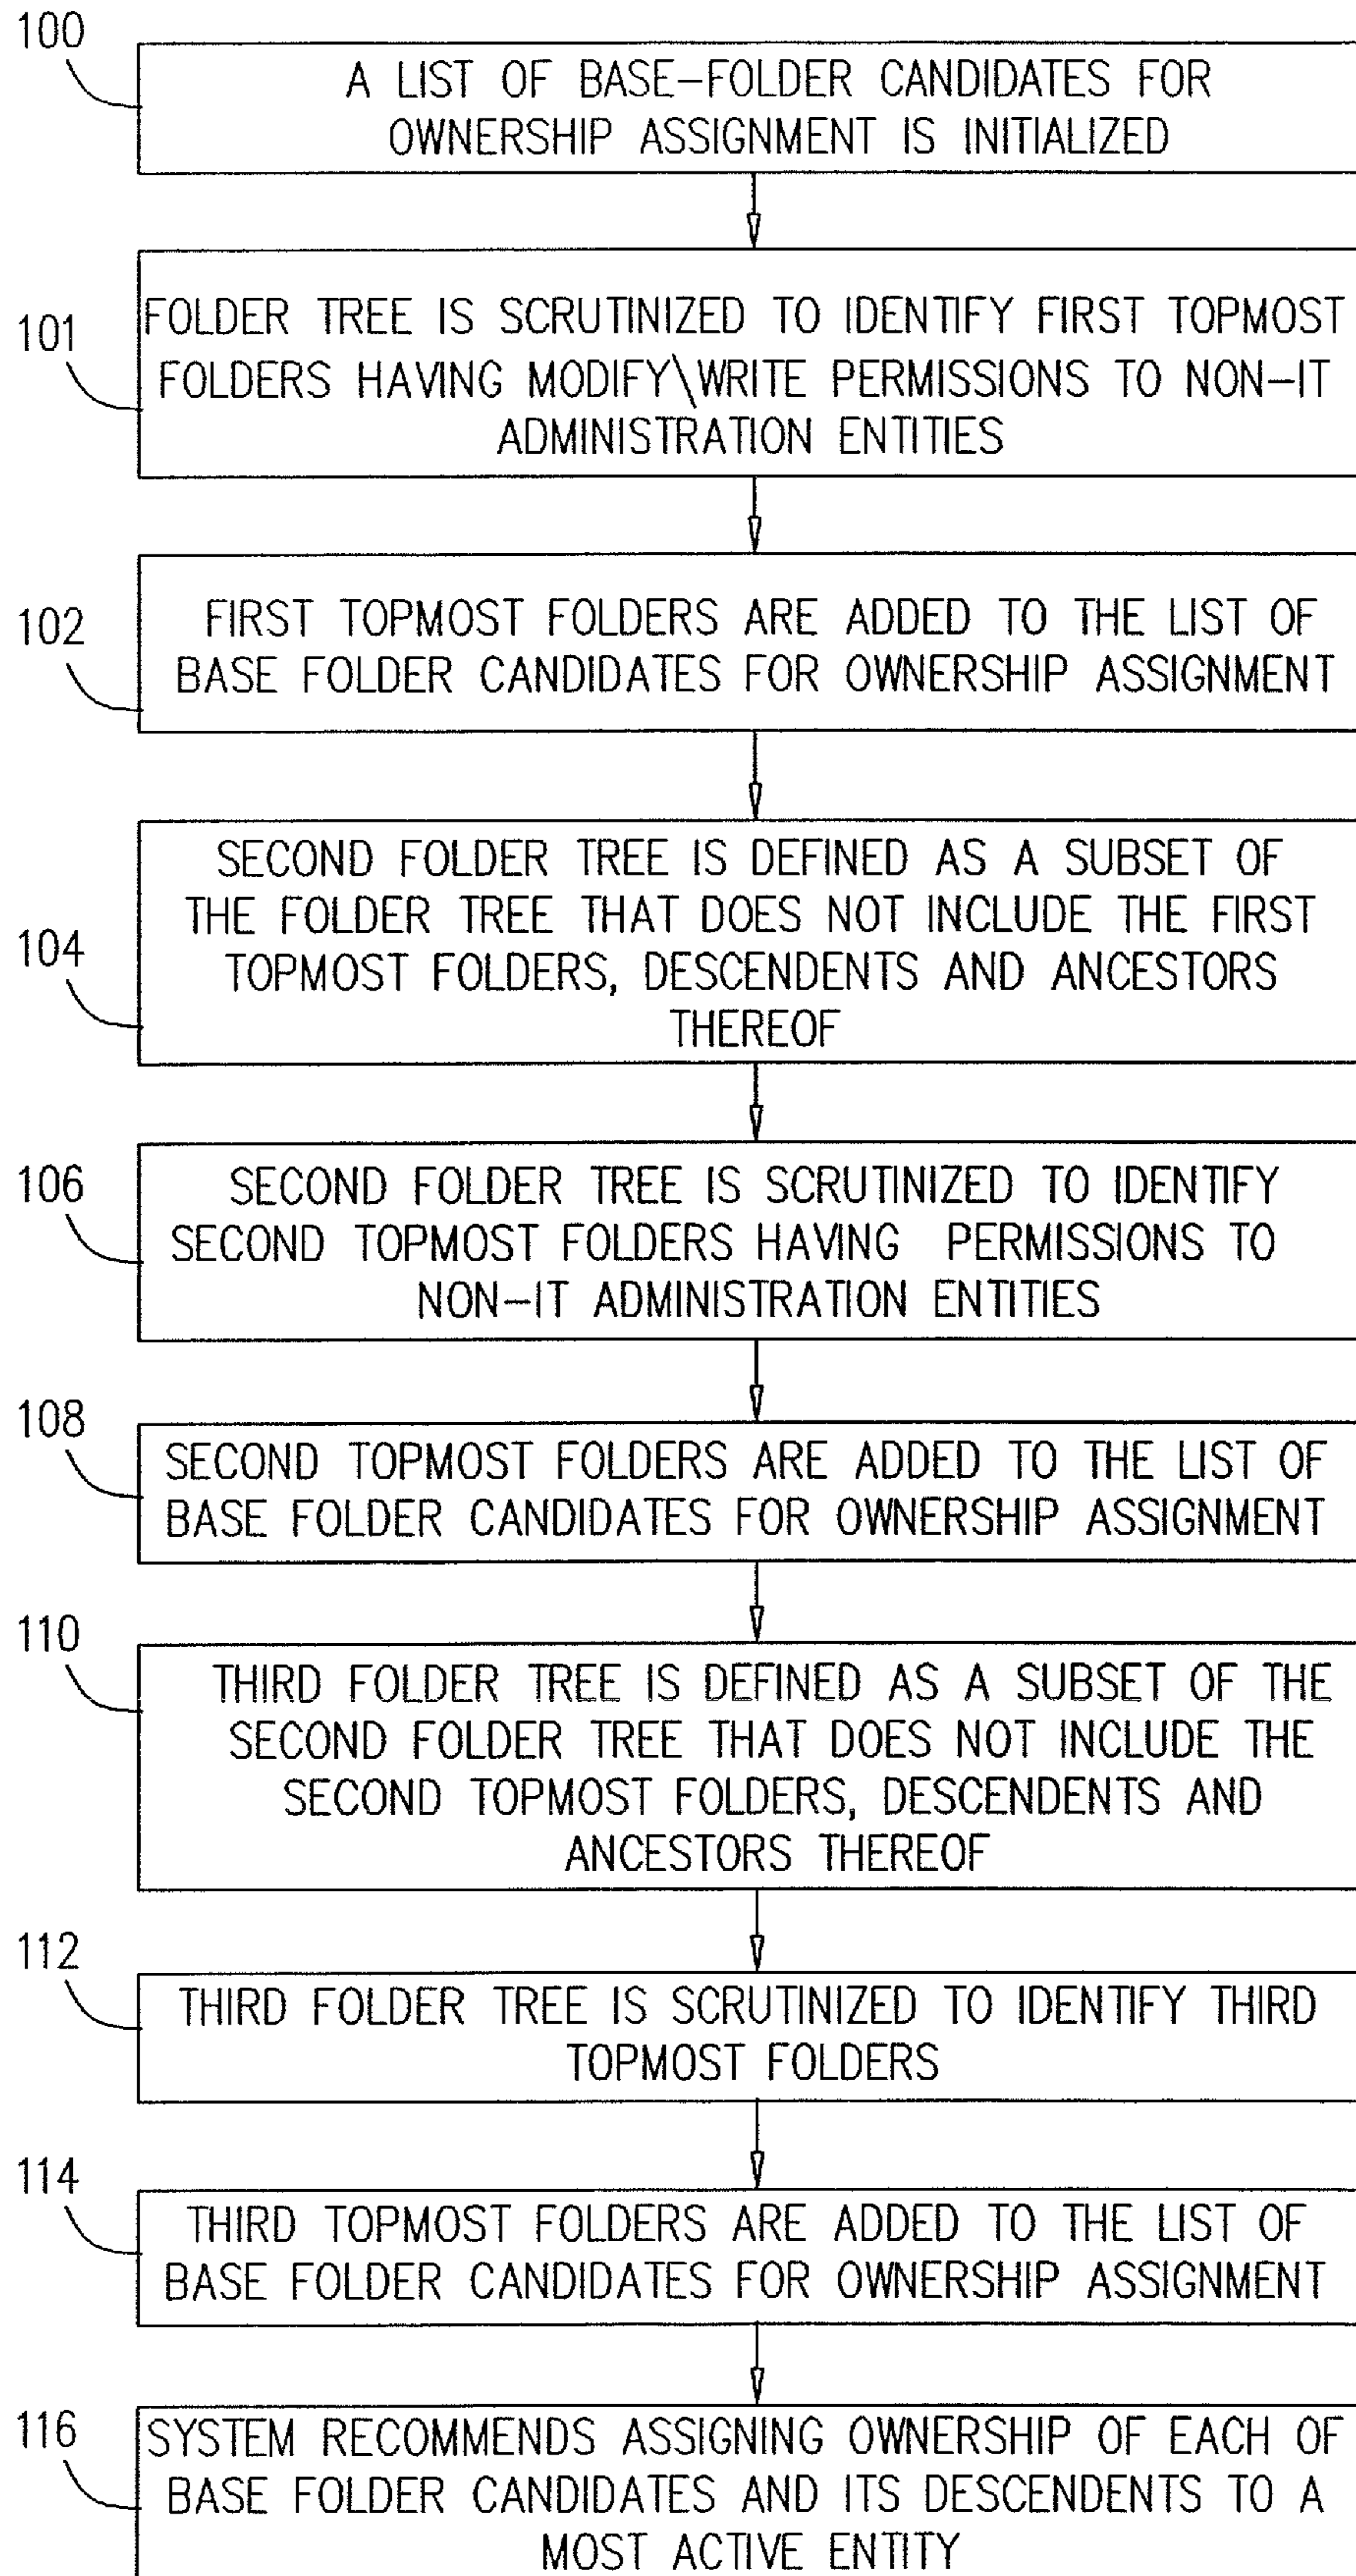 100
A LIST OF BASE-FOLDER CANDIDATES FOR
OWNERSHIP ASSIGNMENT IS INITIALIZED
101
FOLDER TREE IS SCRUTINIZED TO IDENTIFY FIRST TOPMOST
FOLDERS HAVING MODIFY\WRITE PERMISSIONS TO NON-IT
ADMINISTRATION ENTITIES
102
FIRST TOPMOST FOLDERS ARE ADDED TO THE LIST OF
BASE FOLDER CANDIDATES FOR OWNERSHIP ASSIGNMENT
104
SECOND FOLDER TREE IS DEFINED AS A SUBSET OF
THE FOLDER TREE THAT DOES NOT INCLUDE THE FIRST
TOPMOST FOLDERS, DESCENDENTS AND ANCESTORS
THEREOF
106
SECOND FOLDER TREE IS SCRUTINIZED TO IDENTIFY
SECOND TOPMOST FOLDERS HAVING PERMISSIONS TO
NON-IT ADMINISTRATION ENTITIES
108
SECOND TOPMOST FOLDERS ARE ADDED TO THE LIST OF
BASE FOLDER CANDIDATES FOR OWNERSHIP ASSIGNMENT
110
THIRD FOLDER TREE IS DEFINED AS A SUBSET OF THE
SECOND FOLDER TREE THAT DOES NOT INCLUDE THE
SECOND TOPMOST FOLDERS, DESCENDENTS AND
ANCESTORS THEREOF
112
THIRD FOLDER TREE IS SCRUTINIZED TO IDENTIFY THIRD
TOPMOST FOLDERS
114
THIRD TOPMOST FOLDERS ARE ADDED TO THE LIST OF
BASE FOLDER CANDIDATES FOR OWNERSHIP ASSIGNMENT
116
SYSTEM RECOMMENDS ASSIGNING OWNERSHIP OF EACH OF
BASE FOLDER CANDIDATES AND ITS DESCENDENTS TO A
MOST ACTIVE ENTITY